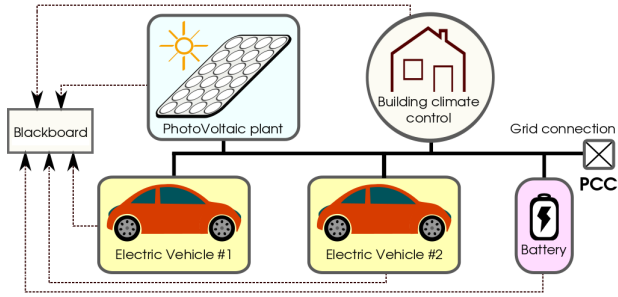 PhotoVoltaic plant
Building climate
control
Grid connection
PCC
Blackboard
Electric Vehicle #1
Electric Vehicle #2
Battery